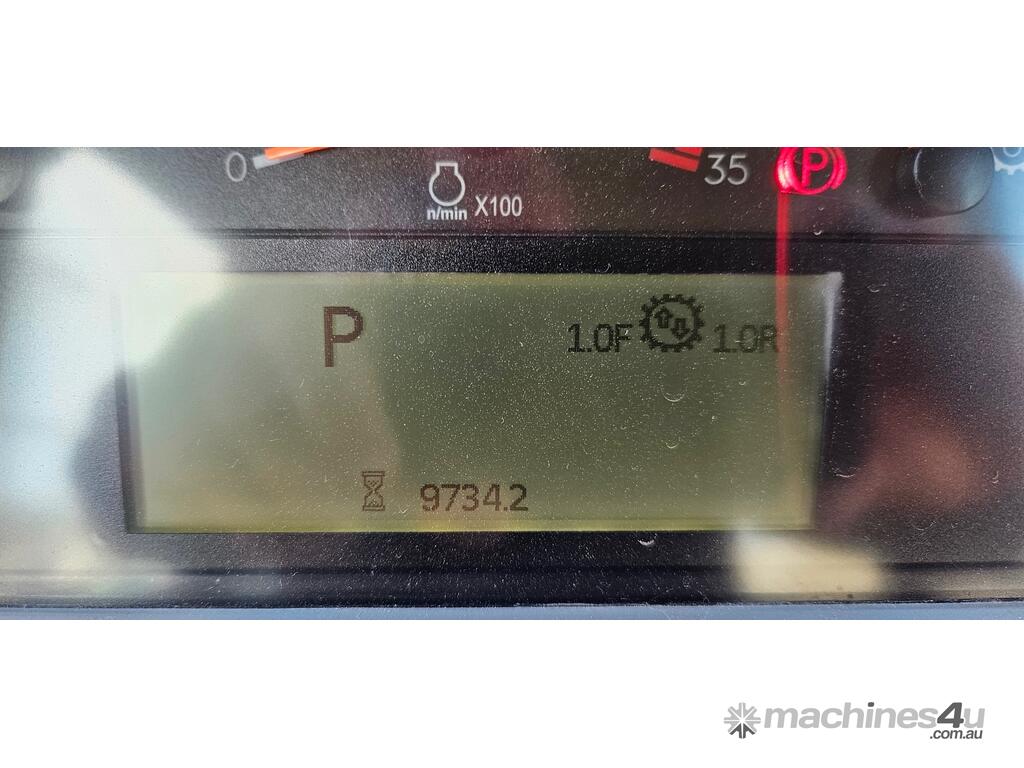 0
35
P
n/min X100
P
1.0F 1.0R
9734.2
machines4u
.com.au